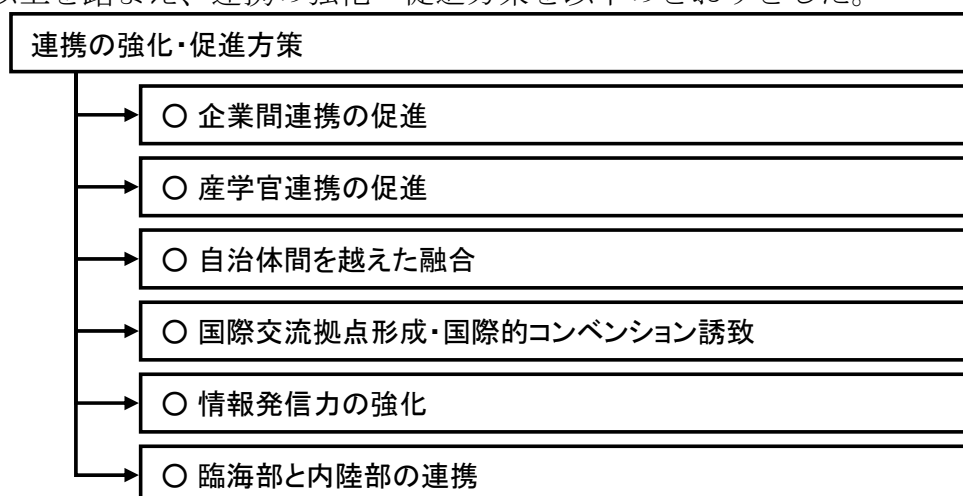 以上を踏まえ、連携の強化・促進方策を以下のとおりとした。
連携の強化・促進方策
○ 企業間連携の促進
○ 産学官連携の促進
○ 自治体間を越えた融合
○ 国際交流拠点形成・国際的コンベンション誘致
○ 情報発信力の強化
○ 臨海部と内陸部の連携